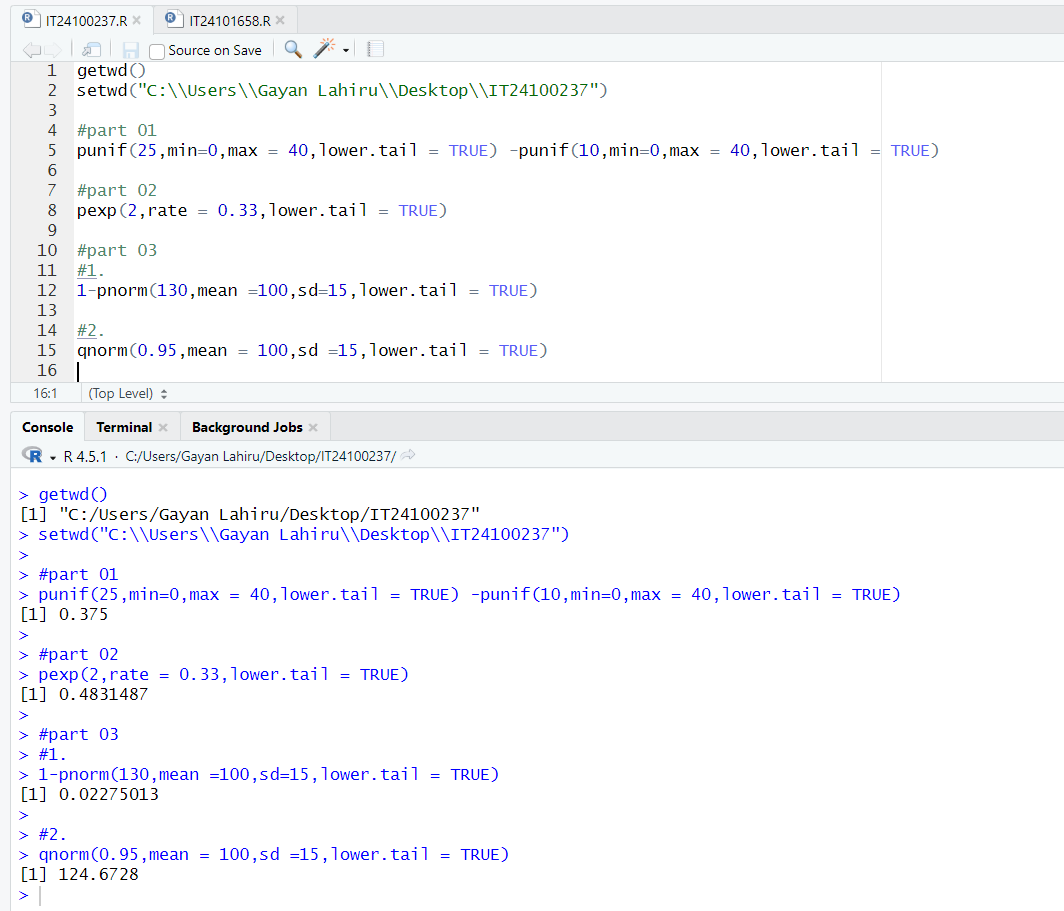 IT24100237.R IT24101658.R
Source on Save
1 getwd()
2 setwd("C:\\Users\\Gayan Lahiru\\Desktop\\IT24100237")
3
4 #part 01
5 punif(25,min=0,max = 40,lower.tail = TRUE) -punif(10,min=0,max = 40,lower.tail = TRUE)
6
7 #part 02
8 pexp(2,rate = 0.33,lower.tail = TRUE)
9
10 #part 03
11 #1.
12 1-pnorm(130,mean =100,sd=15,lower.tail = TRUE)
13
14 #2.
15 qnorm(0.95,mean = 100,sd =15,lower.tail = TRUE)
16
16:1 (Top Level)
Console Terminal Background Jobs
R R 4.5.1 · C:/Users/Gayan Lahiru/Desktop/IT24100237/
> getwd()
[1] "C:/Users/Gayan Lahiru/Desktop/IT24100237"
> setwd("C:\\Users\\Gayan Lahiru\\Desktop\\IT24100237")
>
> #part 01
> punif(25,min=0,max = 40,lower.tail = TRUE) -punif(10,min=0,max = 40,lower.tail = TRUE)
[1] 0.375
>
> #part 02
> pexp(2,rate = 0.33,lower.tail = TRUE)
[1] 0.4831487
>
> #part 03
> #1.
> 1-pnorm(130,mean =100,sd=15,lower.tail = TRUE)
[1] 0.02275013
>
> #2.
> qnorm(0.95,mean = 100,sd =15,lower.tail = TRUE)
[1] 124.6728
>